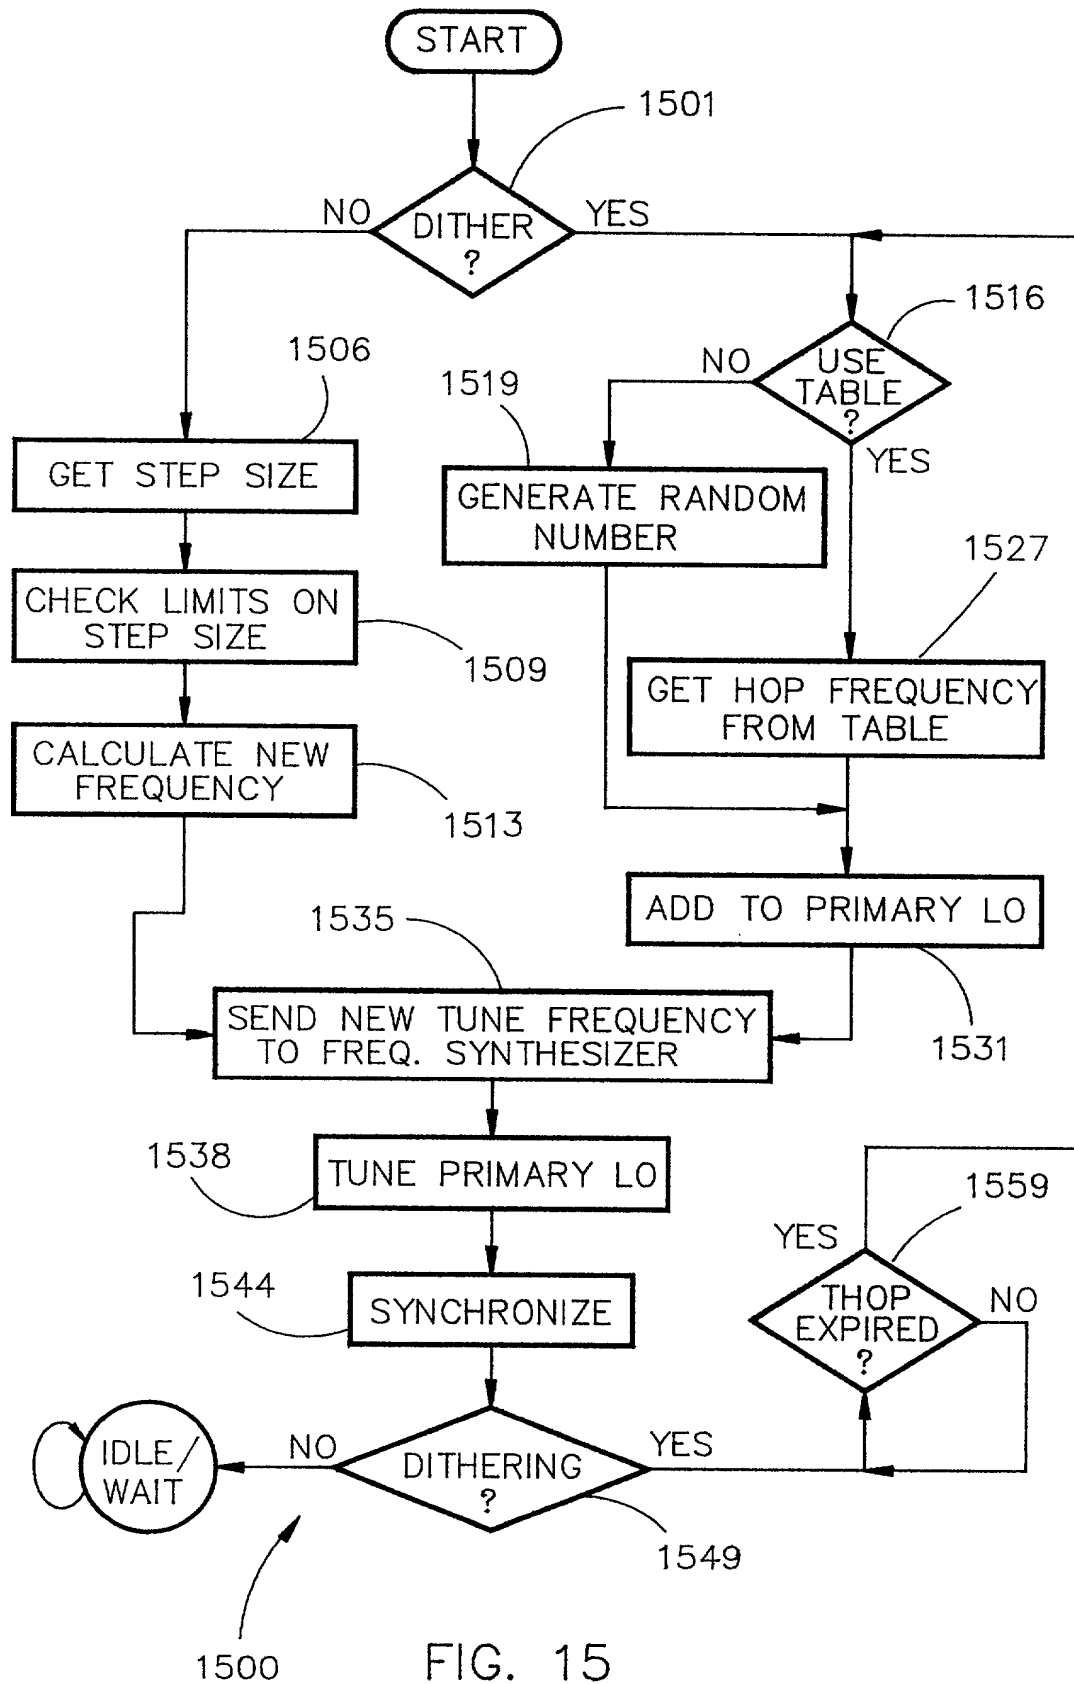 START
1501
DITHER
?
NO
YES
1516
USE
TABLE
?
NO
YES
1506
GET STEP SIZE
1519
GENERATE RANDOM
NUMBER
CHECK LIMITS ON
STEP SIZE
1509
1527
GET HOP FREQUENCY
FROM TABLE
CALCULATE NEW
FREQUENCY
1513
ADD TO PRIMARY LO
1531
1535
SEND NEW TUNE FREQUENCY
TO FREQ. SYNTHESIZER
1538
TUNE PRIMARY LO
1544
SYNCHRONIZE
1559
YES
THOP
EXPIRED
?
NO
DITHERING
?
NO
YES
1549
IDLE/
WAIT
1500
FIG. 15